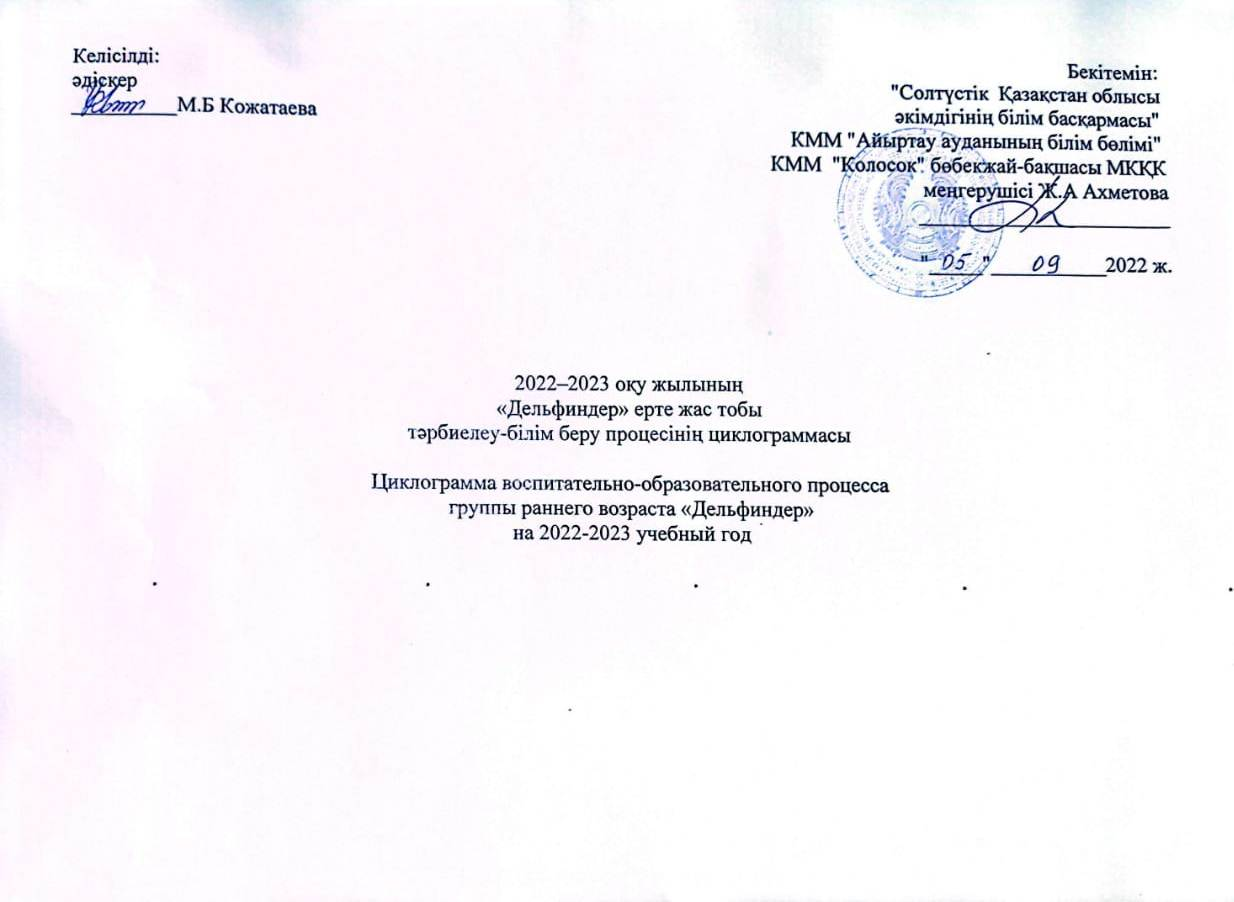 Келісілді:
әдіскер
__________М.Б Кожатаева
Бекітемін:
"Солтүстік Қазақстан облысы
әкімдігінің білім басқармасы"
КММ "Айыртау ауданының білім бөлімі"
КММ "Колосок" бөбекжай-бақшасы МКҚК
меңгерушісі Ж.А Ахметова
"05" 09 2022 ж.
2022–2023 оқу жылының
«Дельфиндер» ерте жас тобы
тәрбиелеу-білім беру процесінің циклограммасы
Циклограмма воспитательно-образовательного процесса
группы раннего возраста «Дельфиндер»
на 2022-2023 учебный год